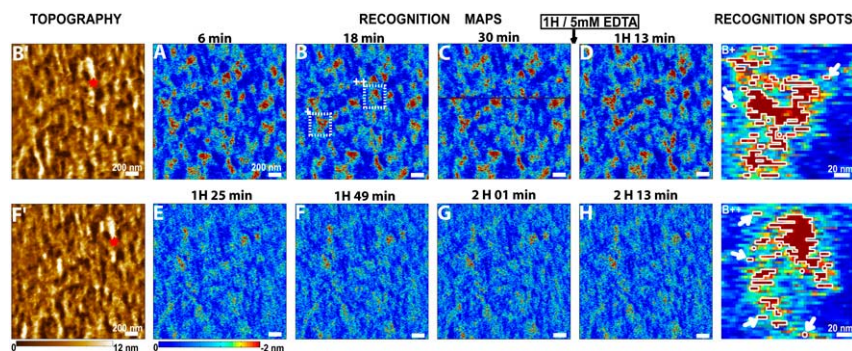 TOPOGRAPHY
RECOGNITION MAPS
1H / 5mM EDTA
RECOGNITION SPOTS
6 min
18 min
30 min
1H 13 min
B'
A
B
C
D
B+
++
+
200 nm
200 nm
20 nm
1H 25 min
1H 49 min
2 H 01 min
2 H 13 min
F'
E
F
G
H
B++
200 nm
20 nm
0
12 nm
0
-2 nm